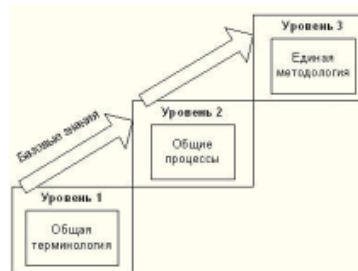 Уровень 3
Единая
методология
Базовые знания
Уровень 2
Общие
процессы
Уровень 1
Общая
терминология